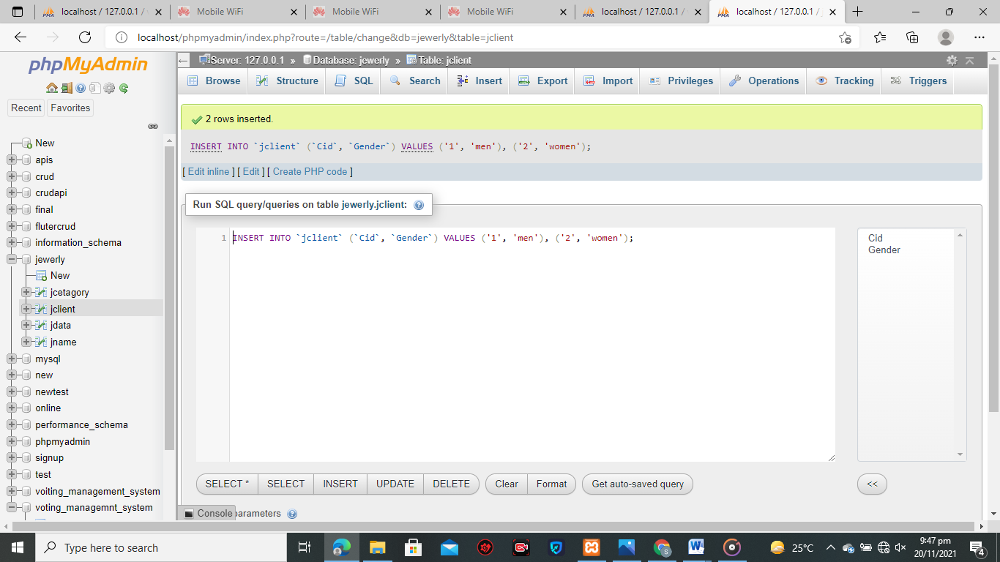 localhost / 127.0.0.1 / v
Mobile WiFi
Mobile WiFi
Mobile WiFi
localhost / 127.0.0.1 /
localhost / 127.0.0.1 / j
localhost/phpmyadmin/index.php?route=/table/change&db=jewerly&table=jclient
phpMyAdmin
Recent Favorites
New
apis
crud
crudapi
final
fluttercrud
information_schema
jewerly
New
jcetagory
jclient
jdata
jname
mysql
new
newtest
online
performance_schema
phpmyadmin
signup
test
voiting_management_system
voting_managemnt_system
Server: 127.0.0.1 » Database: jewerly » Table: jclient
Browse Structure SQL Search Insert Export Import Privileges Operations Tracking Triggers
2 rows inserted.
INSERT INTO `jclient` (`Cid`, `Gender`) VALUES ('1', 'men'), ('2', 'women');
[ Edit inline ] [ Edit ] [ Create PHP code ]
Run SQL query/queries on table jewerly.jclient:
1 INSERT INTO `jclient` (`Cid`, `Gender`) VALUES ('1', 'men'), ('2', 'women');
Cid
Gender
SELECT * SELECT INSERT UPDATE DELETE Clear Format Get auto-saved query <<
Console parameters
Type here to search
25°C
9:47 pm
20/11/2021
4